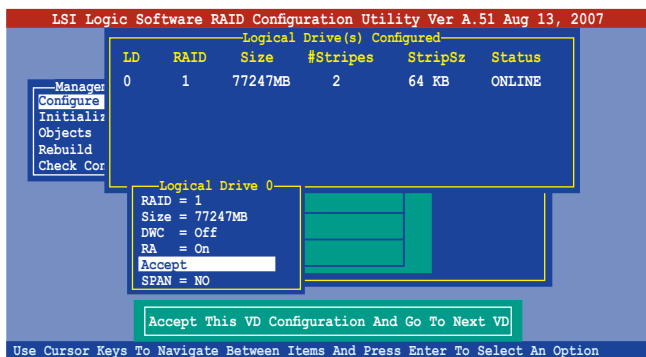 LSI Logic Software RAID Configuration Utility Ver A.51 Aug 13, 2007
Logical Drive(s) Configured
LD RAID Size #Stripes StripSz Status
0 1 77247MB 2 64 KB ONLINE
Configure
Objects
Rebuild
Logical Drive 0
RAID = 1
Size = 77247MB
DWC = Off
RA = On
Accept
SPAN = NO
Accept This VD Configuration And Go To Next VD
Use Cursor Keys To Navigate Between Items And Press Enter To Select An Option